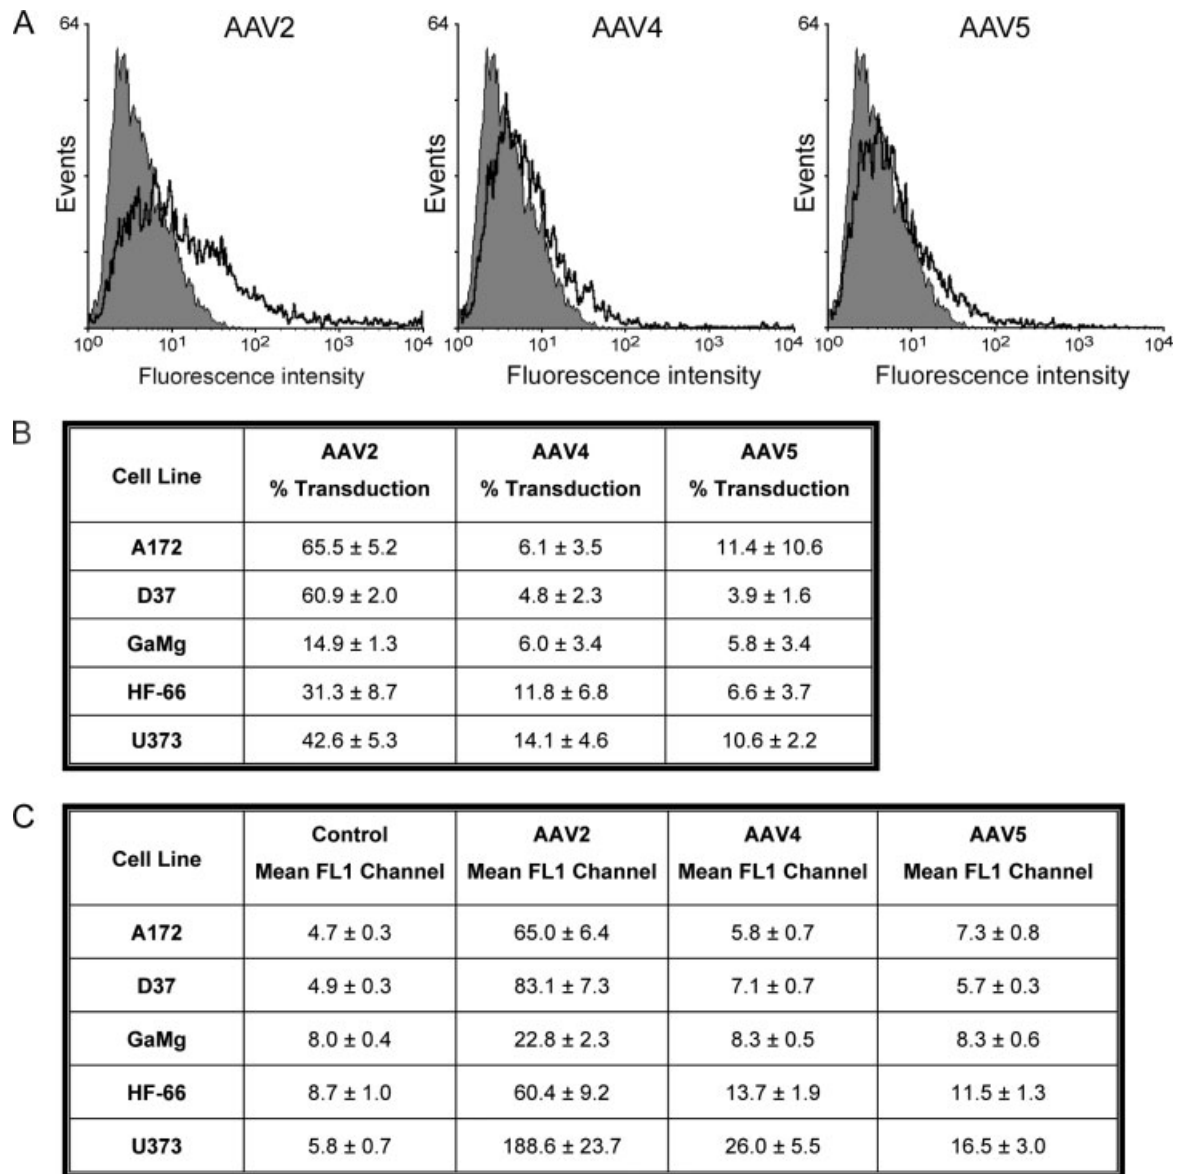 A
AAV2
AAV4
AAV5
64
64
64
Events
Events
Events
10⁰ 10¹ 10² 10³ 10⁴
10⁰ 10¹ 10² 10³ 10⁴
10⁰ 10¹ 10² 10³ 10⁴
Fluorescence intensity
Fluorescence intensity
Fluorescence intensity
B
Cell Line AAV2 AAV4 AAV5
% Transduction % Transduction % Transduction
A172 65.5 ± 5.2 6.1 ± 3.5 11.4 ± 10.6
D37 60.9 ± 2.0 4.8 ± 2.3 3.9 ± 1.6
GaMg 14.9 ± 1.3 6.0 ± 3.4 5.8 ± 3.4
HF-66 31.3 ± 8.7 11.8 ± 6.8 6.6 ± 3.7
U373 42.6 ± 5.3 14.1 ± 4.6 10.6 ± 2.2
C
Cell Line Control AAV2 AAV4 AAV5
Mean FL1 Channel Mean FL1 Channel Mean FL1 Channel Mean FL1 Channel
A172 4.7 ± 0.3 65.0 ± 6.4 5.8 ± 0.7 7.3 ± 0.8
D37 4.9 ± 0.3 83.1 ± 7.3 7.1 ± 0.7 5.7 ± 0.3
GaMg 8.0 ± 0.4 22.8 ± 2.3 8.3 ± 0.5 8.3 ± 0.6
HF-66 8.7 ± 1.0 60.4 ± 9.2 13.7 ± 1.9 11.5 ± 1.3
U373 5.8 ± 0.7 188.6 ± 23.7 26.0 ± 5.5 16.5 ± 3.0